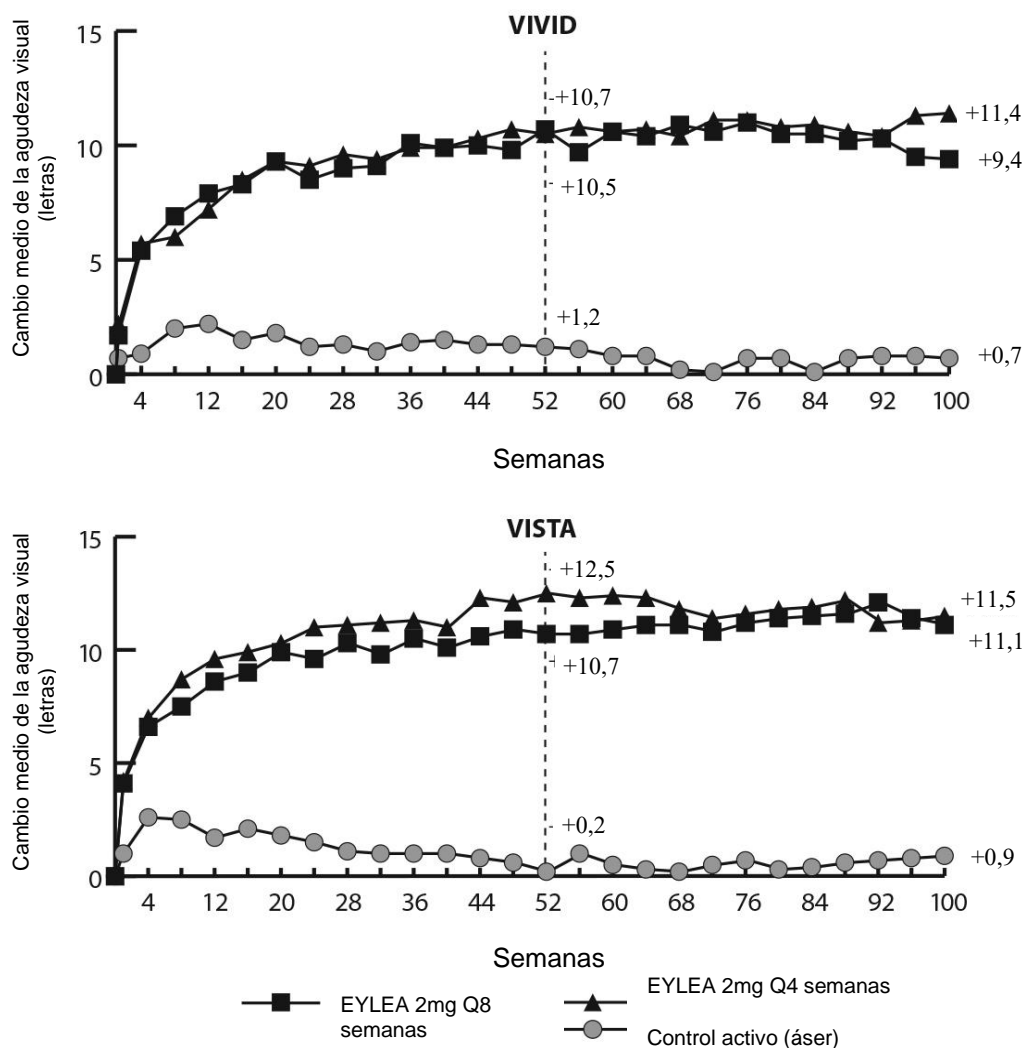 VIVID
Cambio medio de la agudeza visual
(letras)
15
10
5
0
+10,7
+10,5
+1,2
+11,4
+9,4
+0,7
4 12 20 28 36 44 52 60 68 76 84 92 100
Semanas
VISTA
Cambio medio de la agudeza visual
(letras)
15
10
5
0
+12,5
+10,7
+0,2
+11,5
+11,1
+0,9
4 12 20 28 36 44 52 60 68 76 84 92 100
Semanas
EYLEA 2mg Q8
semanas
EYLEA 2mg Q4 semanas
Control activo (áser)